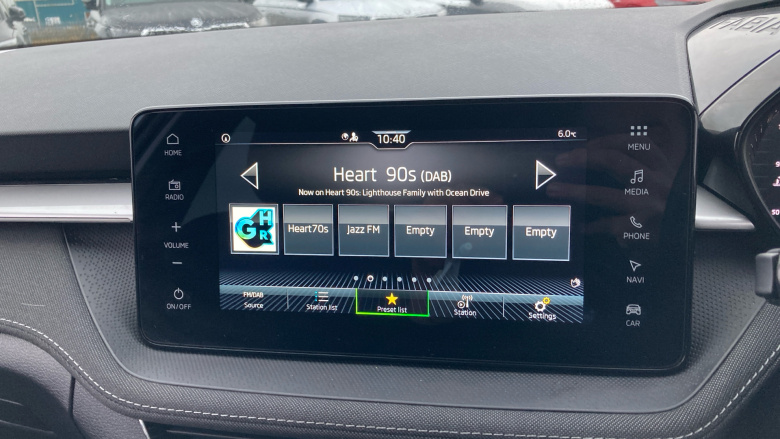 FABIA
10:40
6.0°C
HOME
RADIO
VOLUME
ON/OFF
Heart 90s (DAB)
Now on Heart 90s: Lighthouse Family with Ocean Drive
GHR
Heart70s
Jazz FM
Empty
Empty
Empty
FM/DAB
Source
Station list
Preset list
Station
Settings
MENU
MEDIA
PHONE
NAVI
CAR